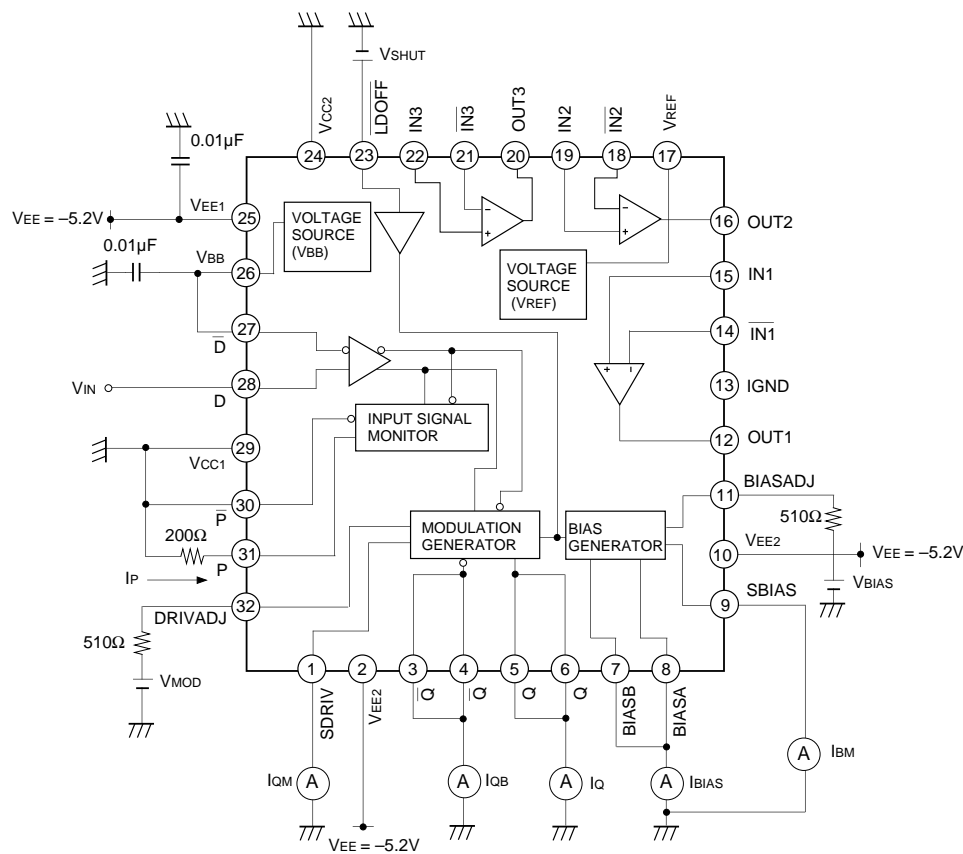 VSHUT
VCC2
LDOFF
IN3
IN3
OUT3
IN2
IN2
VREF
0.01µF
24
23
22
21
20
19
18
17
VEE = –5.2V
VEE1
25
VOLTAGE
SOURCE
(VBB)
–
+
–
+
16
OUT2
0.01µF
VBB
26
VOLTAGE
SOURCE
(VREF)
15
IN1
27
D
14
IN1
+
–
VIN
28
D
13
IGND
INPUT SIGNAL
MONITOR
29
VCC1
12
OUT1
30
P
11
BIASADJ
510Ω
MODULATION
GENERATOR
BIAS
GENERATOR
200Ω
31
P
10
VEE2
VEE = –5.2V
IP
VBIAS
32
DRIVADJ
9
SBIAS
510Ω
VMOD
1
2
3
4
5
6
7
8
SDRIV
VEE2
Q
Q
Q
Q
BIASB
BIASA
IQM
A
IQB
A
IQ
A
IBIAS
A
IBM
A
VEE = –5.2V